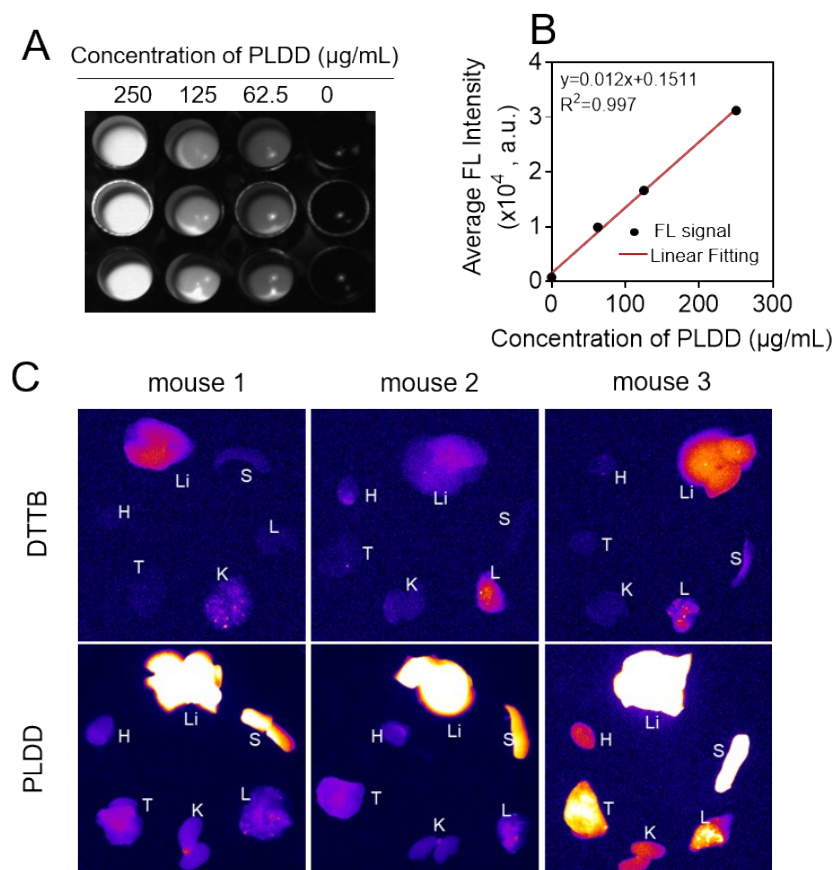 A
Concentration of PLDD (µg/mL)
250 125 62.5 0
B
y=0.012x+0.1511
R²=0.997
4
3
2
1
0
Average FL Intensity
(x10⁴ , a.u.)
FL signal
Linear Fitting
0 100 200 300
Concentration of PLDD (µg/mL)
C
mouse 1 mouse 2 mouse 3
DTTB
Li S H L T K
Li H S T K L
H Li T S K L
PLDD
Li H S T L K
H Li S T K L
Li H S T L K